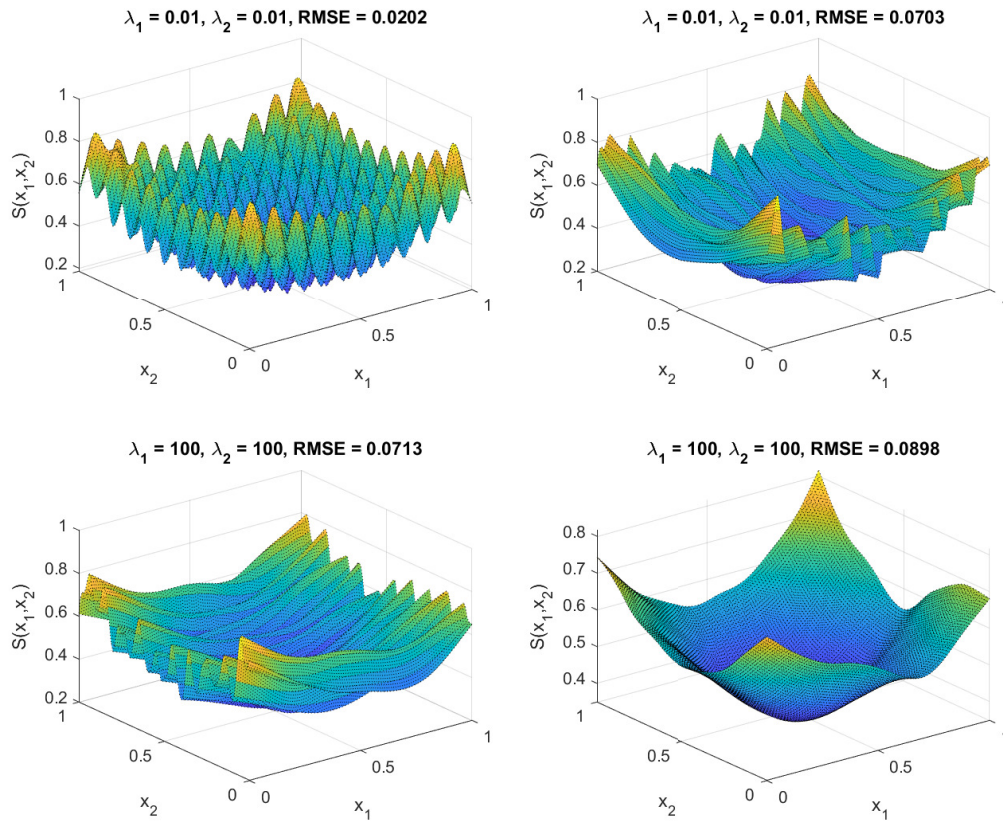 λ1 = 0.01, λ2 = 0.01, RMSE = 0.0202
1
0.8
0.6
0.4
0.2
S(x1,x2)
1
0.5
0
x2
0
0.5
1
x1
λ1 = 0.01, λ2 = 0.01, RMSE = 0.0703
1
0.8
0.6
0.4
0.2
S(x1,x2)
1
0.5
0
x2
0
0.5
x1
λ1 = 100, λ2 = 100, RMSE = 0.0713
1
0.8
0.6
0.4
0.2
S(x1,x2)
1
0.5
0
x2
0
0.5
1
x1
λ1 = 100, λ2 = 100, RMSE = 0.0898
0.8
0.7
0.6
0.5
0.4
S(x1,x2)
1
0.5
0
x2
0
0.5
x1